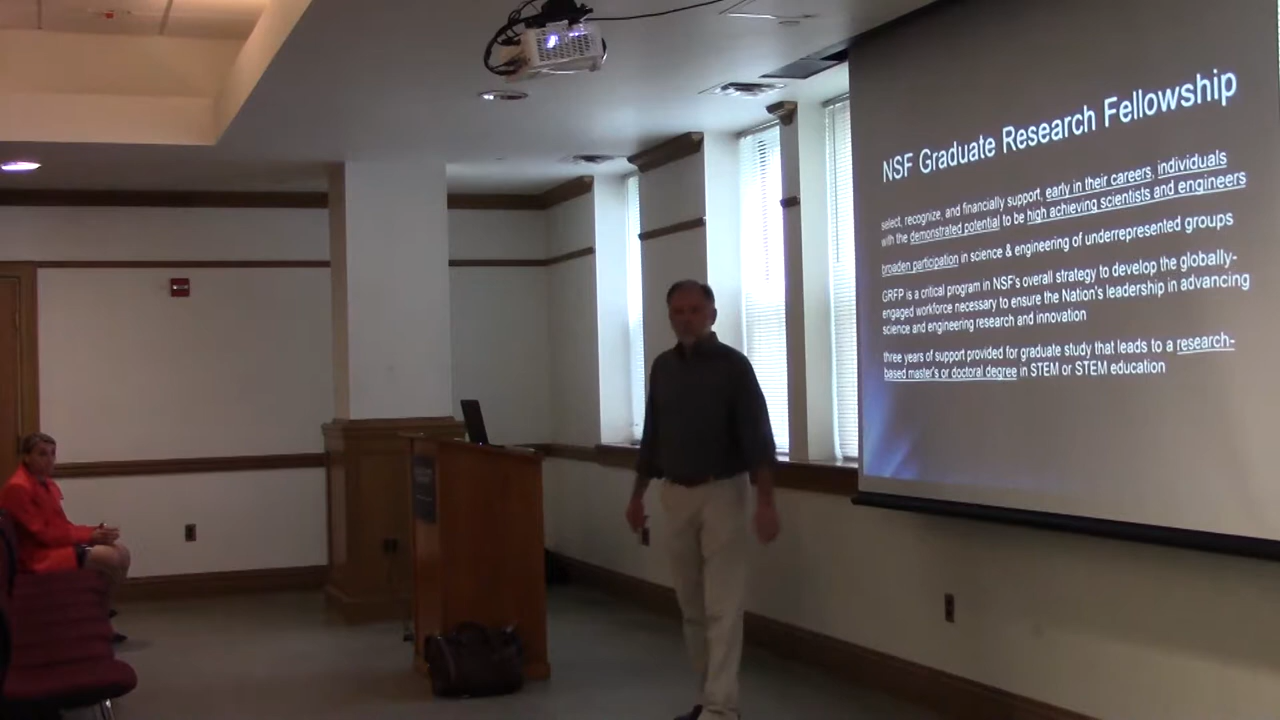 NSF Graduate Research Fellowship
select, recognize, and financially support, early in their careers, individuals
with the demonstrated potential to be high achieving scientists and engineers
broaden participation in science & engineering of underrepresented groups
GRFP is a critical program in NSF's overall strategy to develop the globally-
engaged workforce necessary to ensure the Nation's leadership in advancing
science and engineering research and innovation
three years of support provided for graduate study that leads to a research-
based master's or doctoral degree in STEM or STEM education